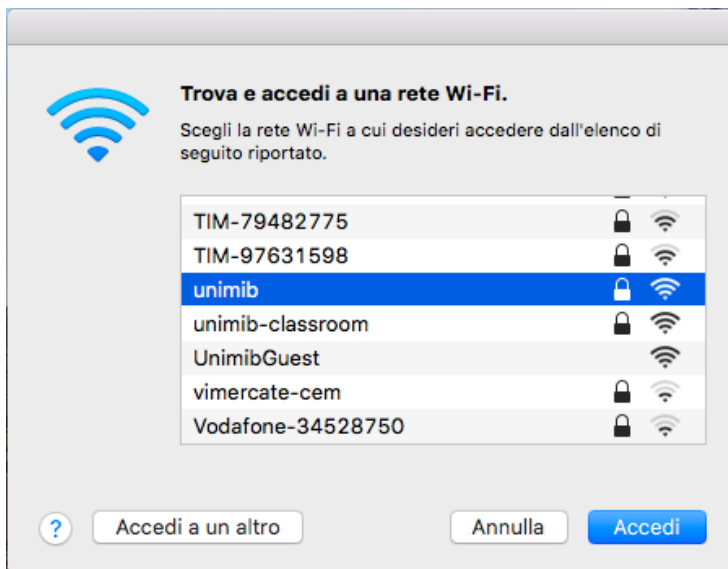 Trova e accedi a una rete Wi-Fi.
Scegli la rete Wi-Fi a cui desideri accedere dall'elenco di
seguito riportato.
TIM-79482775
TIM-97631598
unimib
unimib-classroom
UnimibGuest
vimercate-cem
Vodafone-34528750
? Accedi a un altro Annulla Accedi